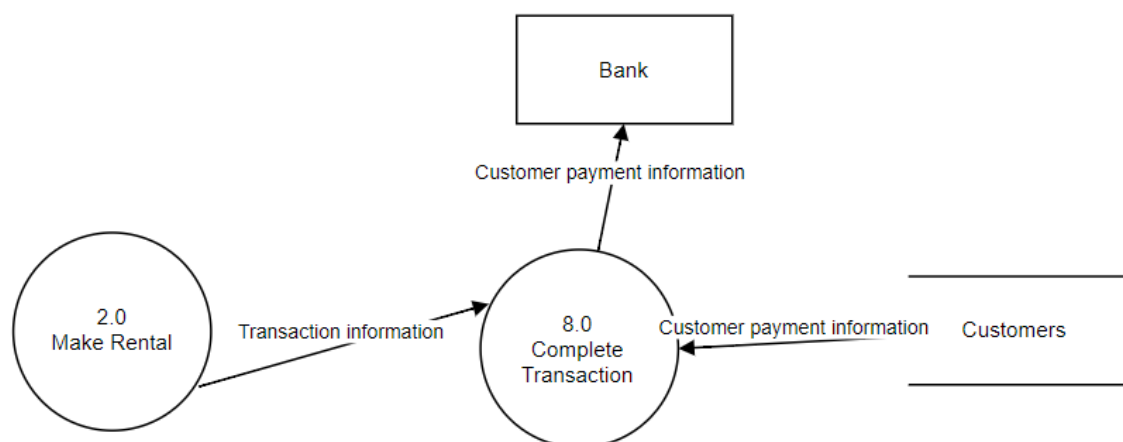 Bank
Customer payment information
2.0
Make Rental
Transaction information
8.0
Complete
Transaction
Customer payment information
Customers